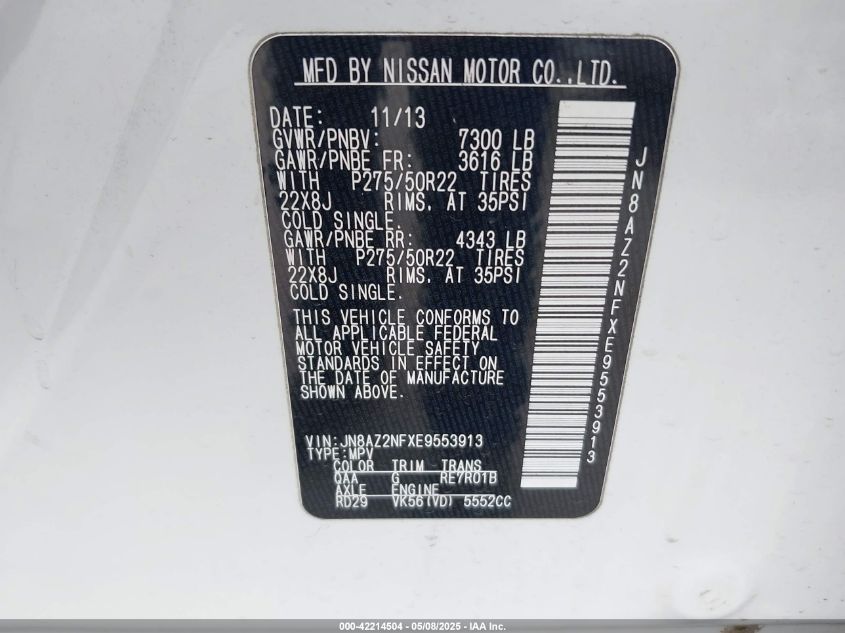 MFD BY NISSAN MOTOR CO.,LTD.
DATE: 11/13
GVWR/PNBV: 7300 LB
GAWR/PNBE FR: 3616 LB
WITH P275/50R22 TIRES
22X8J RIMS. AT 35PSI
COLD SINGLE.
GAWR/PNBE RR: 4343 LB
WITH P275/50R22 TIRES
22X8J RIMS. AT 35PSI
COLD SINGLE.
THIS VEHICLE CONFORMS TO
ALL APPLICABLE FEDERAL
MOTOR VEHICLE SAFETY
STANDARDS IN EFFECT ON
THE DATE OF MANUFACTURE
SHOWN ABOVE.
VIN:JN8AZ2NFXE9553913
TYPE:MPV
COLOR TRIM TRANS
QAA G RE7R01B
AXLE ENGINE
RD29 VK56(VD) 5552CC
JN8AZ2NFXE9553913
000-42214504 - 05/08/2025 - IAA Inc.